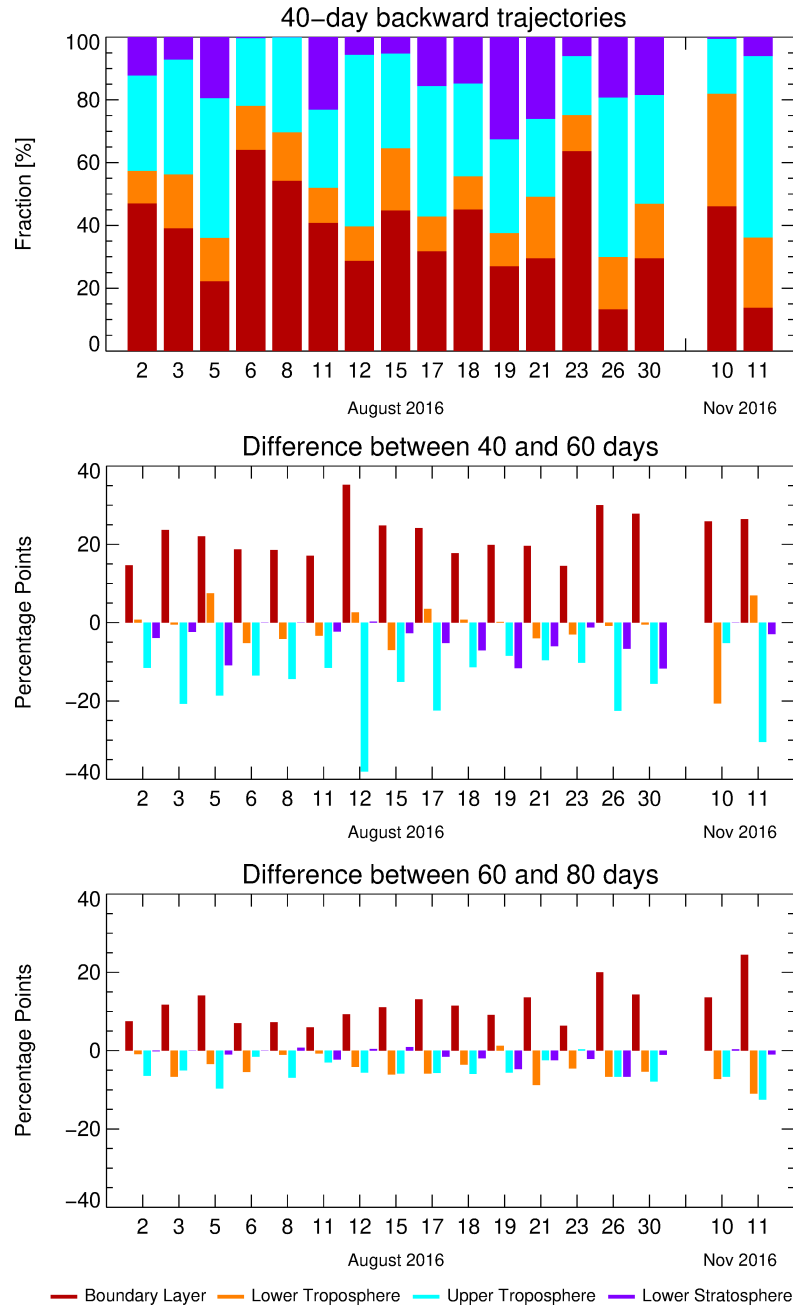 40−day backward trajectories
Fraction [%]
100
80
60
40
20
0
2 3 5 6 8 11 12 15 17 18 19 21 23 26 30 10 11
August 2016 Nov 2016
Difference between 40 and 60 days
Percentage Points
40
20
0
−20
−40
2 3 5 6 8 11 12 15 17 18 19 21 23 26 30 10 11
August 2016 Nov 2016
Difference between 60 and 80 days
Percentage Points
40
20
0
−20
−40
2 3 5 6 8 11 12 15 17 18 19 21 23 26 30 10 11
August 2016 Nov 2016
Boundary Layer Lower Troposphere Upper Troposphere Lower Stratosphere